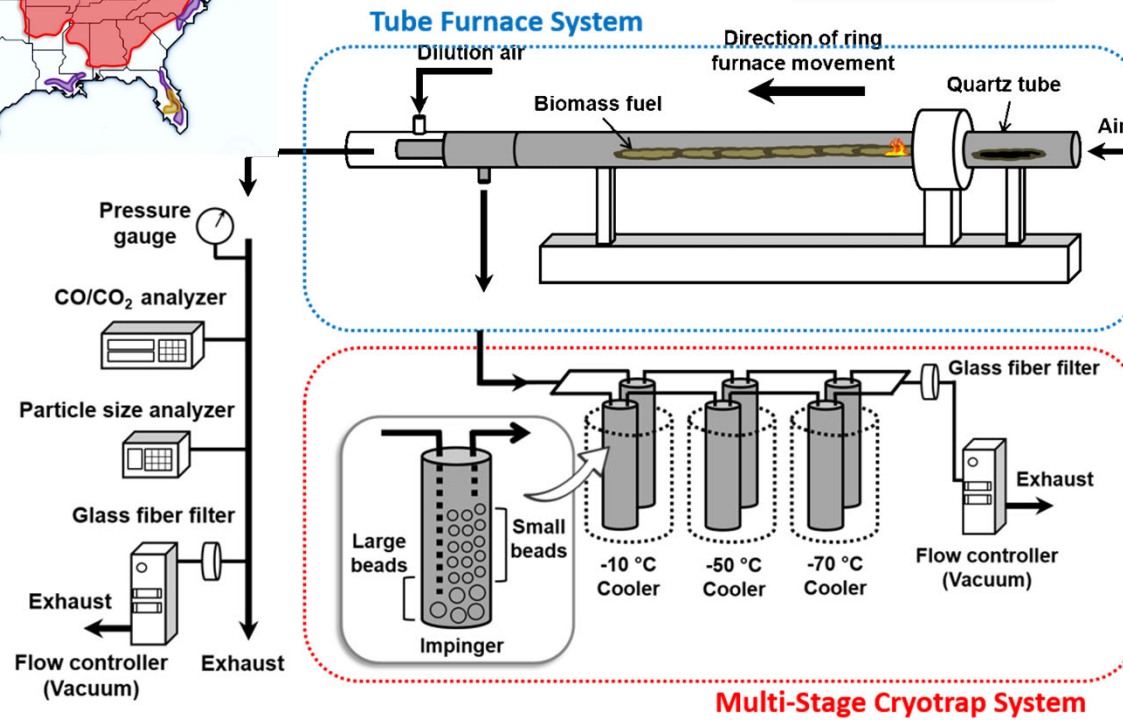 Tube Furnace System
Dilution air
Direction of ring
furnace movement
Biomass fuel
Quartz tube
Air
Pressure
gauge
CO/CO₂ analyzer
Particle size analyzer
Glass fiber filter
Exhaust
Flow controller
(Vacuum)
Exhaust
Glass fiber filter
Large
beads
Small
beads
Impinger
-10 °C
Cooler
-50 °C
Cooler
-70 °C
Cooler
Exhaust
Flow controller
(Vacuum)
Multi-Stage Cryotrap System